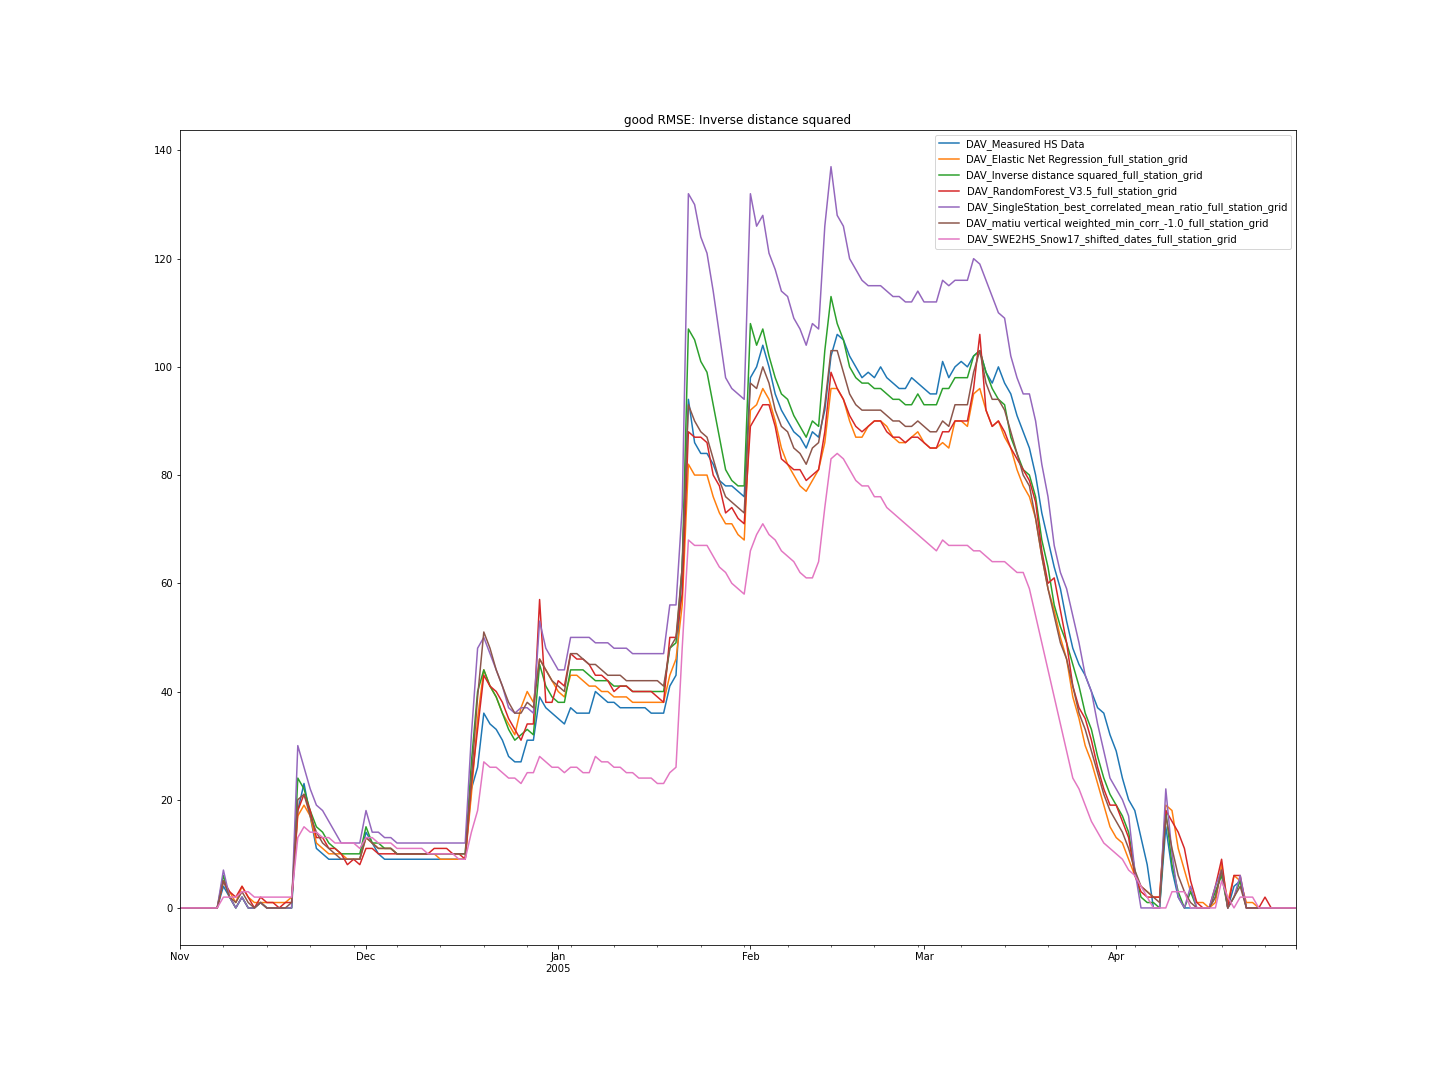 good RMSE: Inverse distance squared
DAV_Measured HS Data
DAV_Elastic Net Regression_full_station_grid
DAV_Inverse distance squared_full_station_grid
DAV_RandomForest_V3.5_full_station_grid
DAV_SingleStation_best_correlated_mean_ratio_full_station_grid
DAV_matiu vertical weighted_min_corr_-1.0_full_station_grid
DAV_SWE2HS_Snow17_shifted_dates_full_station_grid
140
120
100
80
60
40
20
0
Nov Dec Jan Feb Mar Apr
2005